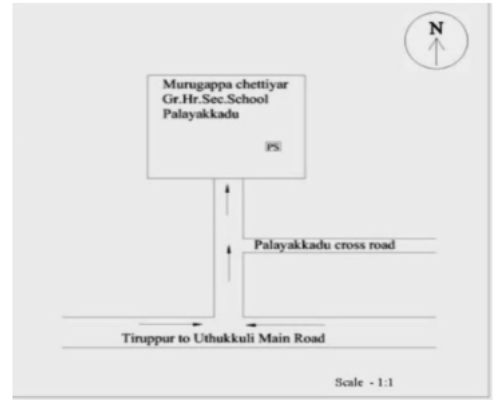 N
Murugappa chettiyar
Gr.Hr.Sec.School
Palayakkadu
PS
Palayakkadu cross road
Tiruppur to Uthukkuli Main Road
Scale - 1:1